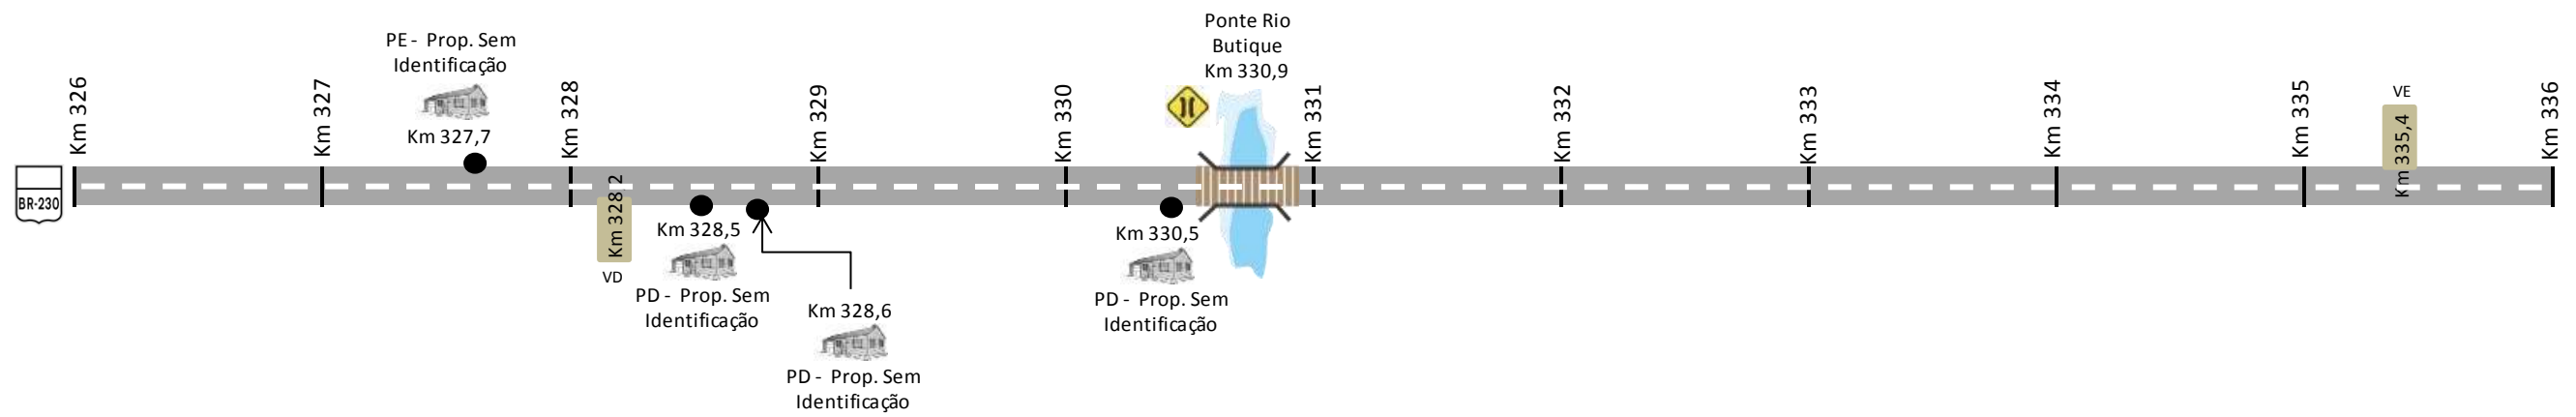 Ponte Rio
Butique
Km 330,9
PE - Prop. Sem
Identificação
Km 327,7
Km 326
Km 327
Km 328
Km 329
Km 330
Km 331
Km 332
Km 333
Km 334
Km 335
Km 336
VE
Km 335,4
BR-230
Km 328,2
VD
Km 328,5
PD - Prop. Sem
Identificação
Km 328,6
PD - Prop. Sem
Identificação
Km 330,5
PD - Prop. Sem
Identificação